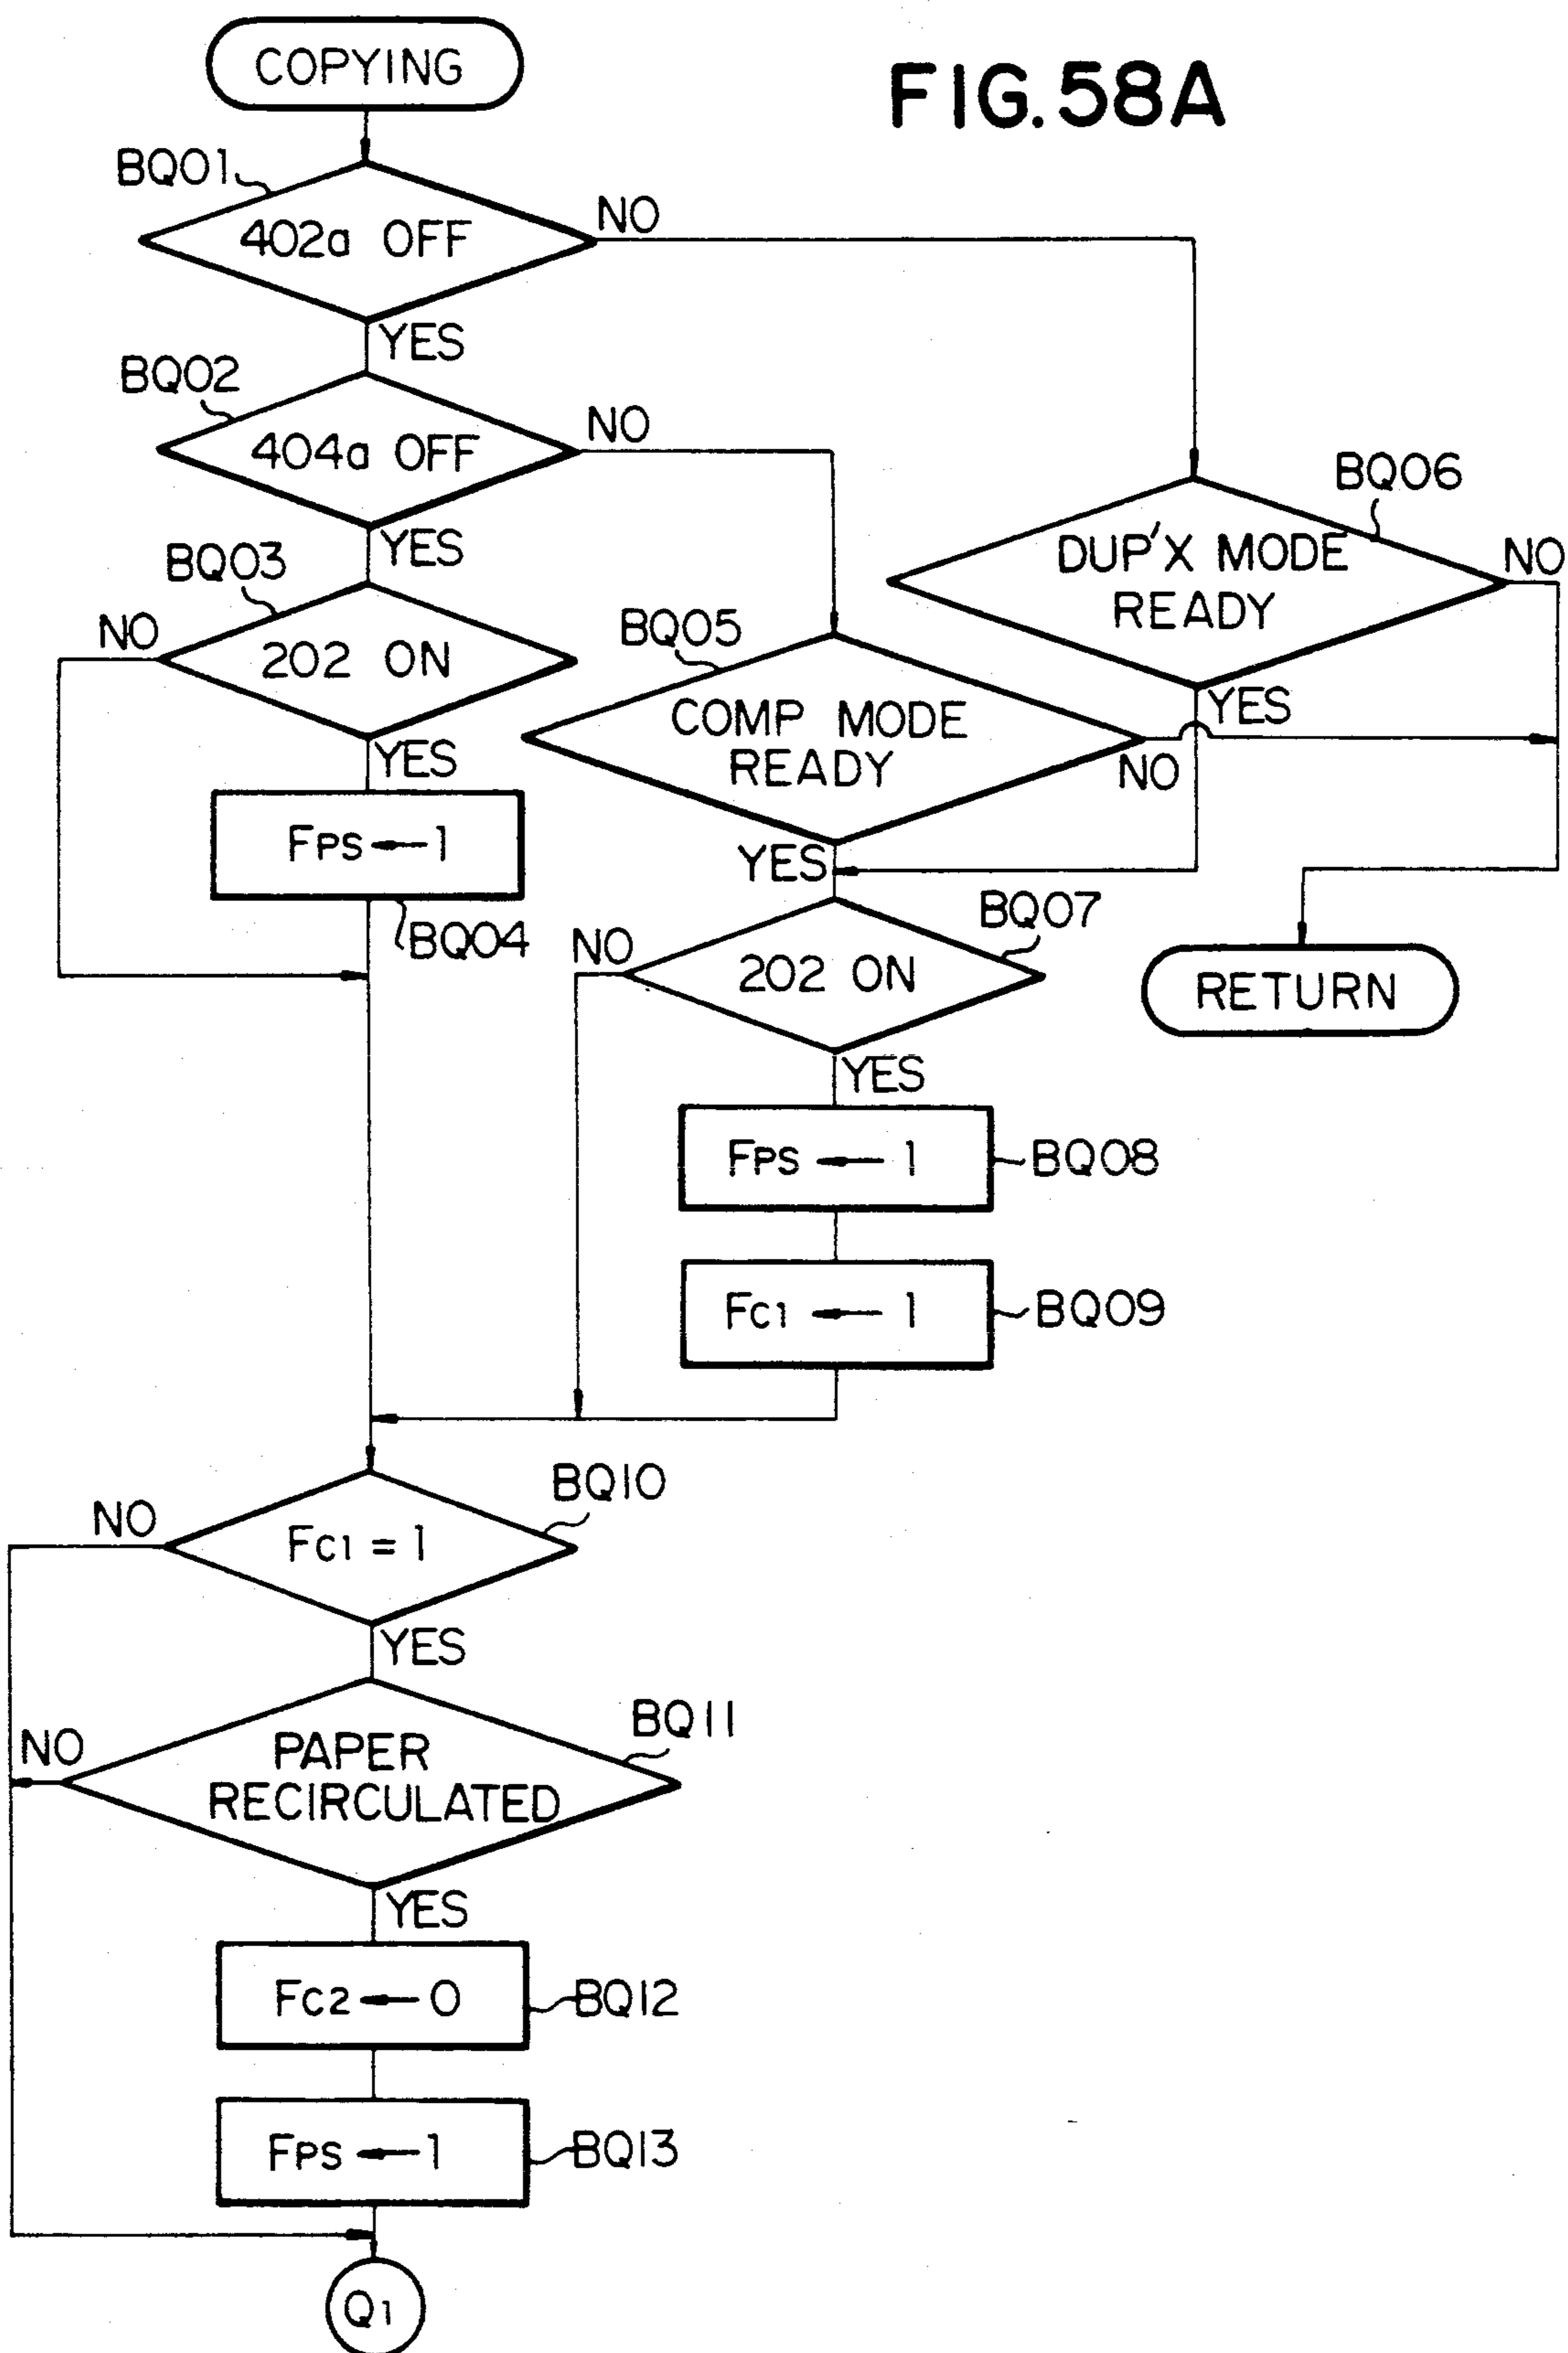 COPYING
FIG. 58A
BQ01
402a OFF
NO
YES
BQ02
404a OFF
NO
YES
BQ06
DUP'X MODE
READY
NO
YES
BQ03
NO
202 ON
YES
BQ05
COMP MODE
READY
NO
YES
FPS ← 1
BQ04
BQ07
NO
202 ON
YES
RETURN
FPS ← 1
BQ08
FC1 ← 1
BQ09
BQ10
NO
FC1 = 1
YES
BQ11
NO
PAPER
RECIRCULATED
YES
FC2 ← 0
BQ12
FPS ← 1
BQ13
Q1